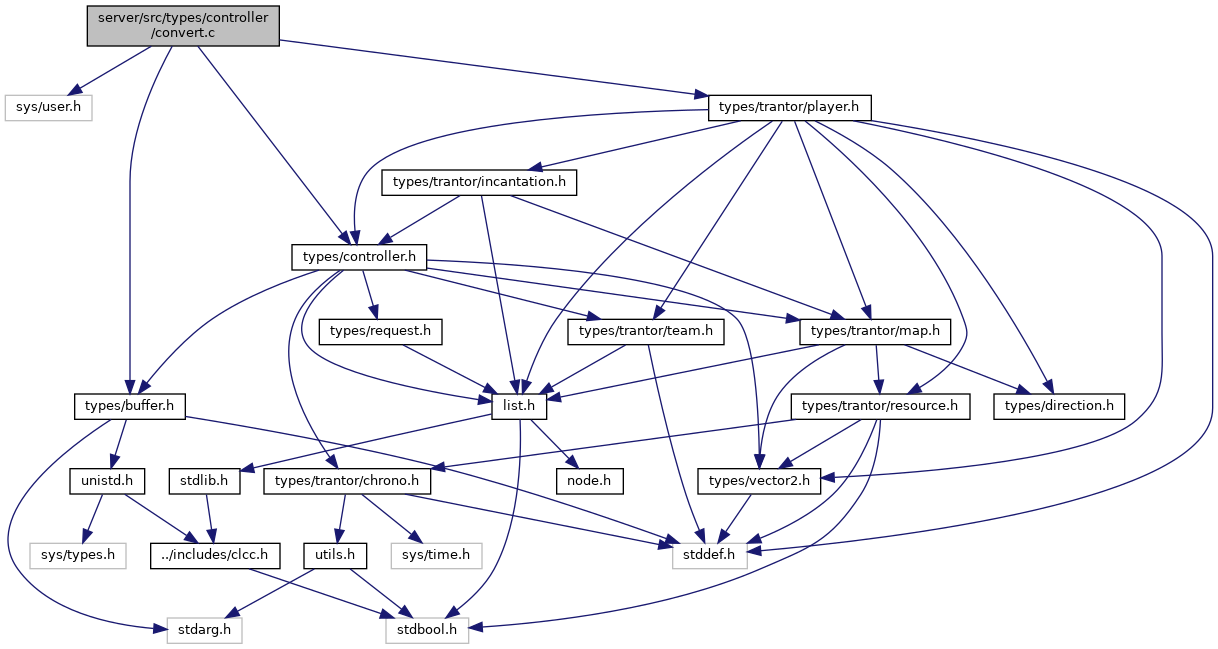 server/src/types/controller
/convert.c
sys/user.h
types/trantor/player.h
types/trantor/incantation.h
types/controller.h
types/request.h
types/trantor/team.h
types/trantor/map.h
types/buffer.h
list.h
types/trantor/resource.h
types/direction.h
unistd.h
stdlib.h
types/trantor/chrono.h
node.h
types/vector2.h
sys/types.h
../includes/clcc.h
utils.h
sys/time.h
stddef.h
stdarg.h
stdbool.h